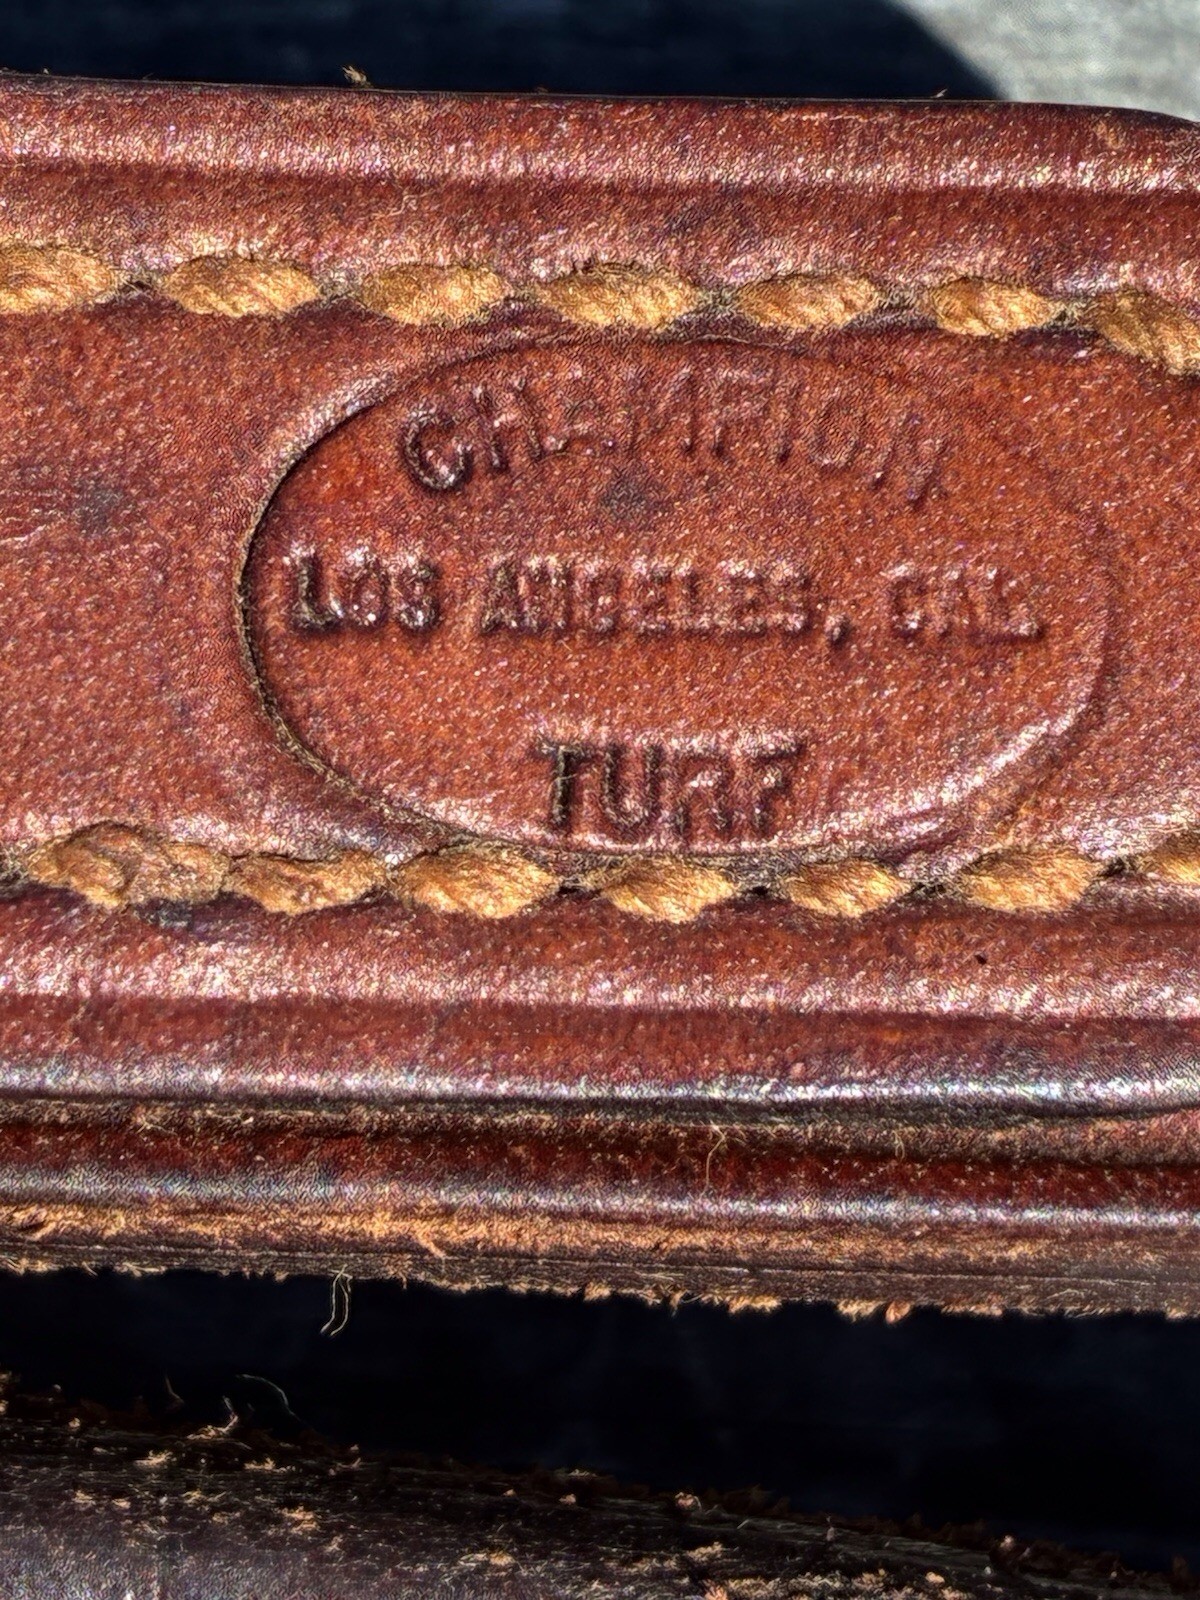 CHAMPION
LOS ANGELES, CAL.
TURF